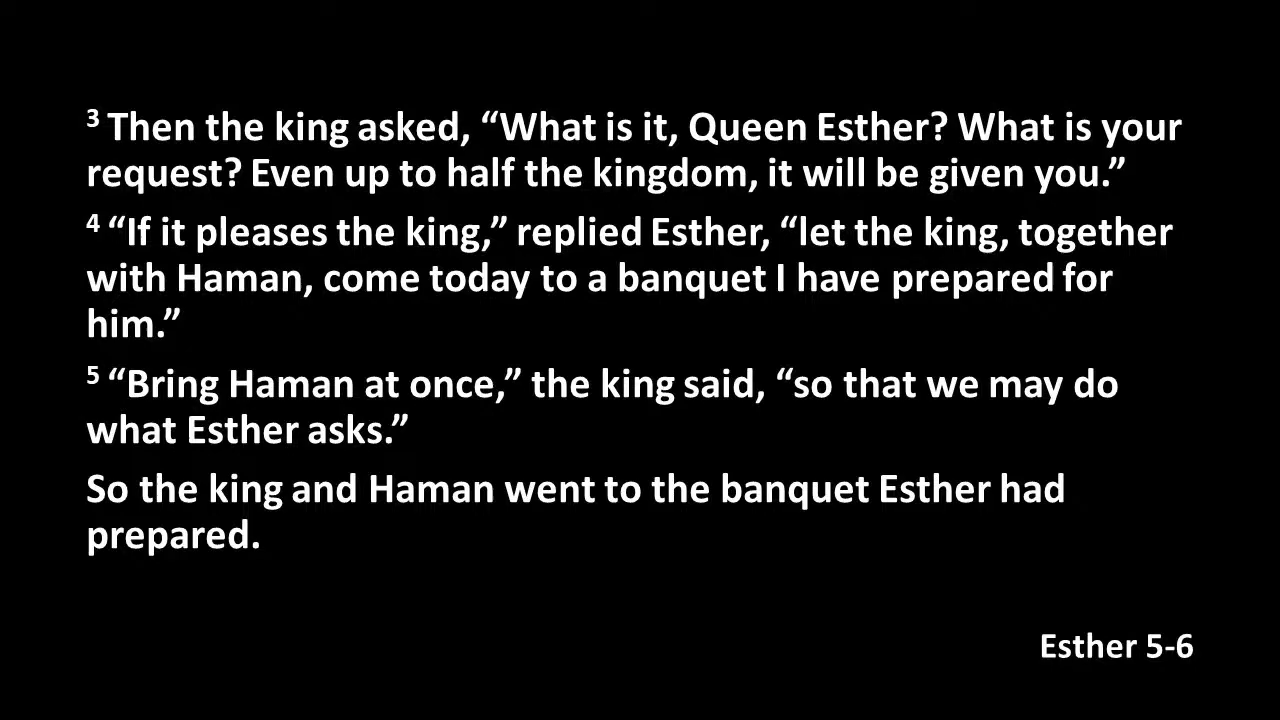 3 Then the king asked, “What is it, Queen Esther? What is your
request? Even up to half the kingdom, it will be given you.”
4 “If it pleases the king,” replied Esther, “let the king, together
with Haman, come today to a banquet I have prepared for
him.”
5 “Bring Haman at once,” the king said, “so that we may do
what Esther asks.”
So the king and Haman went to the banquet Esther had
prepared.
Esther 5-6